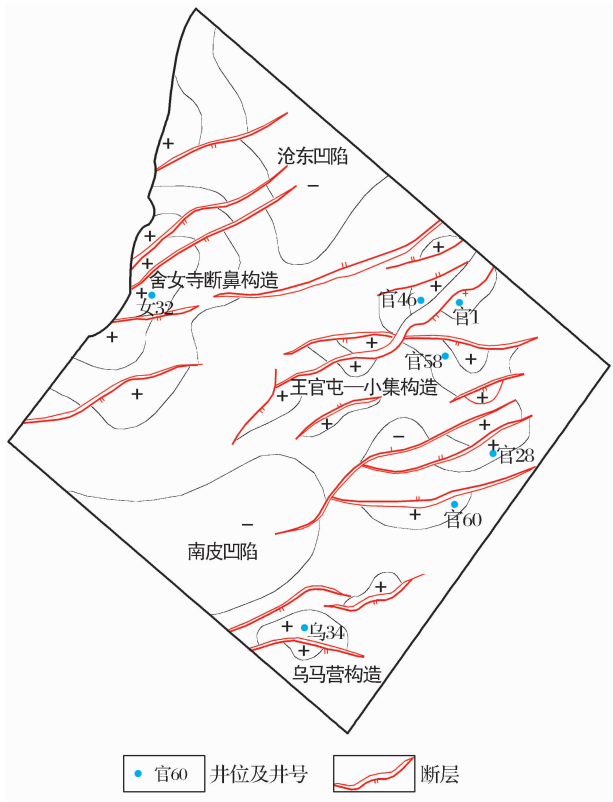 沧东凹陷
舍女寺断鼻构造
女32
官46
官1
官58
王官屯—小集构造
官28
官60
南皮凹陷
乌34
乌马营构造
官60 井位及井号 断层